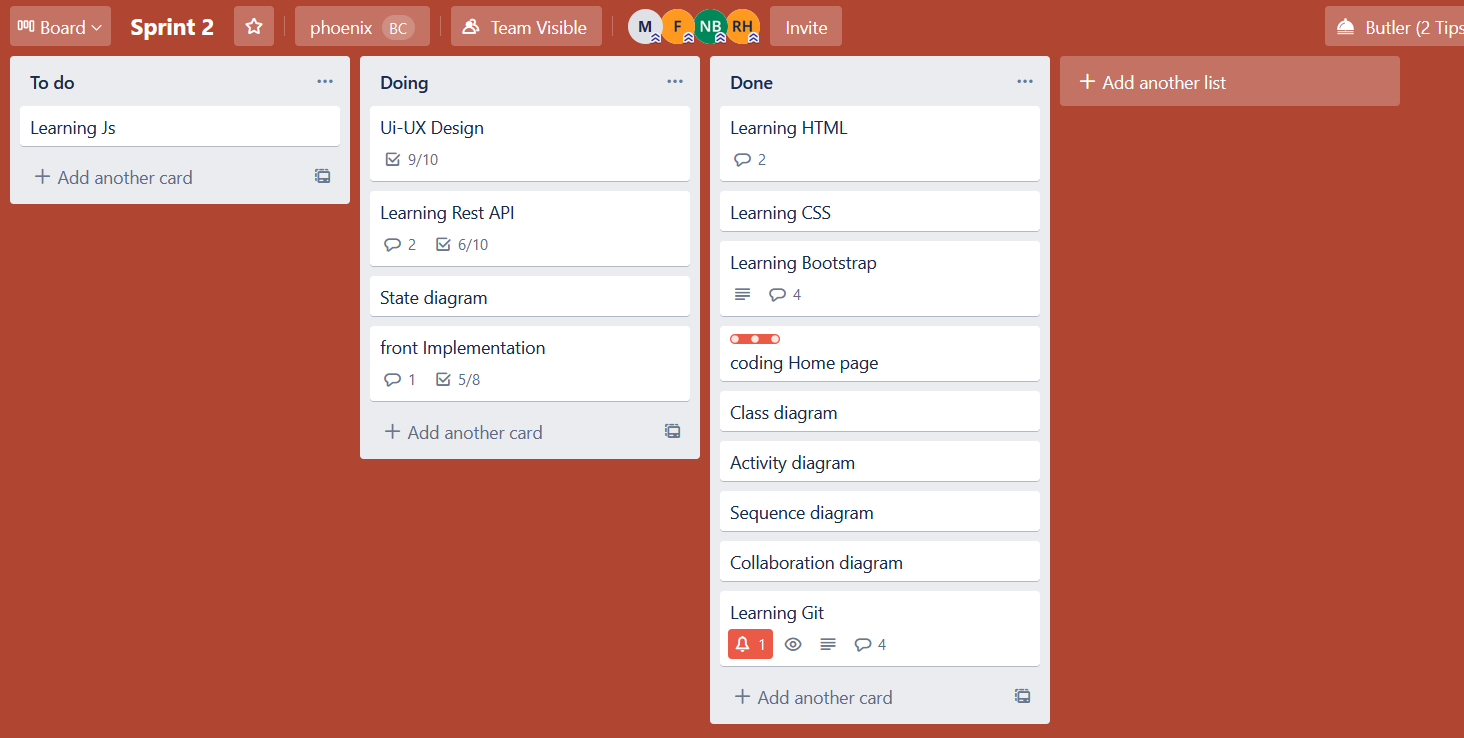 Board Sprint 2 phoenix BC Team Visible M F NB RH Invite Butler (2 Tips
To do
Learning Js
+ Add another card
Doing
Ui-UX Design
9/10
Learning Rest API
2 6/10
State diagram
front Implementation
1 5/8
+ Add another card
Done
Learning HTML
2
Learning CSS
Learning Bootstrap
4
coding Home page
Class diagram
Activity diagram
Sequence diagram
Collaboration diagram
Learning Git
1 4
+ Add another card
+ Add another list